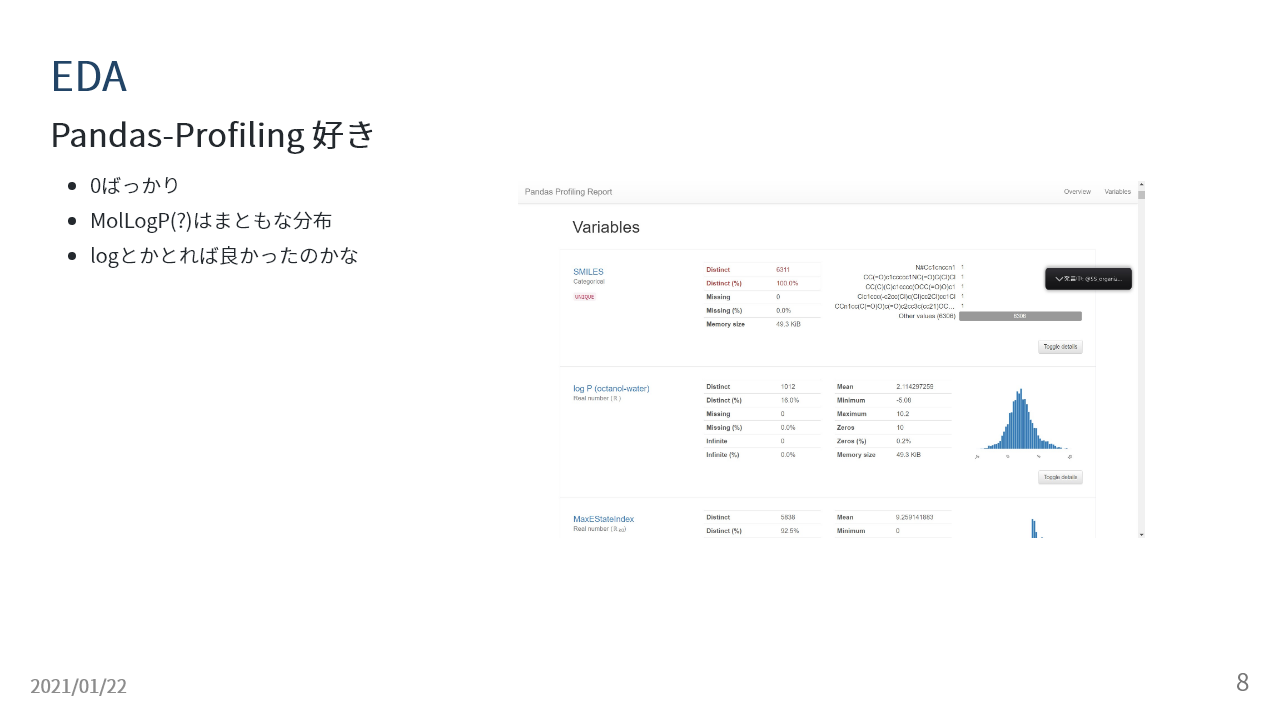 EDA
Pandas-Profiling 好き
0ばっかり
MolLogP(?)はまともな分布
logとかとれば良かったのかな
Pandas Profiling Report
Overview
Variables
Variables
SMILES
Categorical
UNIQUE
Distinct 6311
Distinct (%) 100.0%
Missing 0
Missing (%) 0.0%
Memory size 49.3 KiB
Other values (6306) 6306
Toggle details
log P (octanol-water)
Real number (ℝ)
Distinct 1012
Distinct (%) 16.0%
Missing 0
Missing (%) 0.0%
Infinite 0
Infinite (%) 0.0%
Mean 2.114297259
Minimum -5.08
Maximum 10.2
Zeros 10
Zeros (%) 0.2%
Memory size 49.3 KiB
Toggle details
MaxEStateIndex
Real number (ℝ≥0)
Distinct 5838
Distinct (%) 92.5%
Mean 9.259141883
Minimum 0
2021/01/22
8